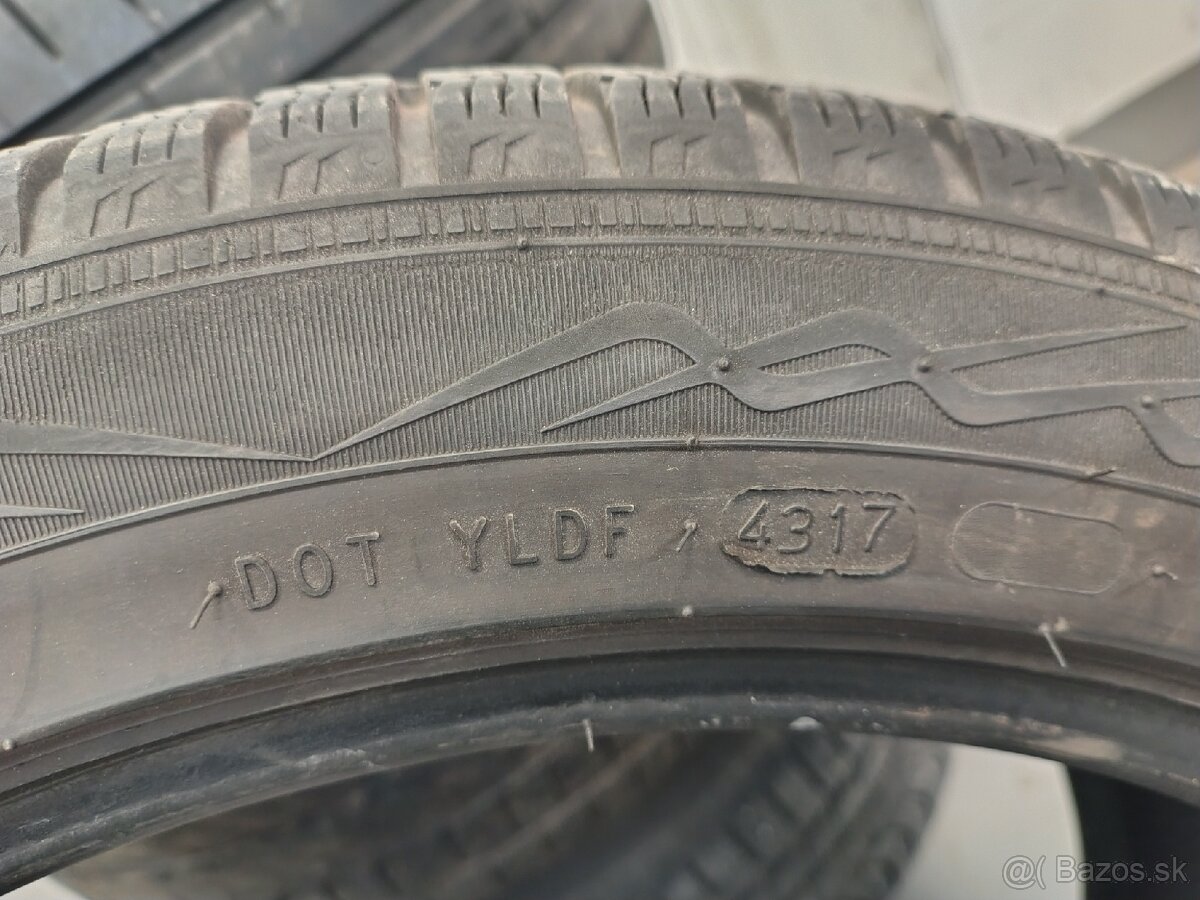 DOT YLDF 4317
@( Bazos.sk